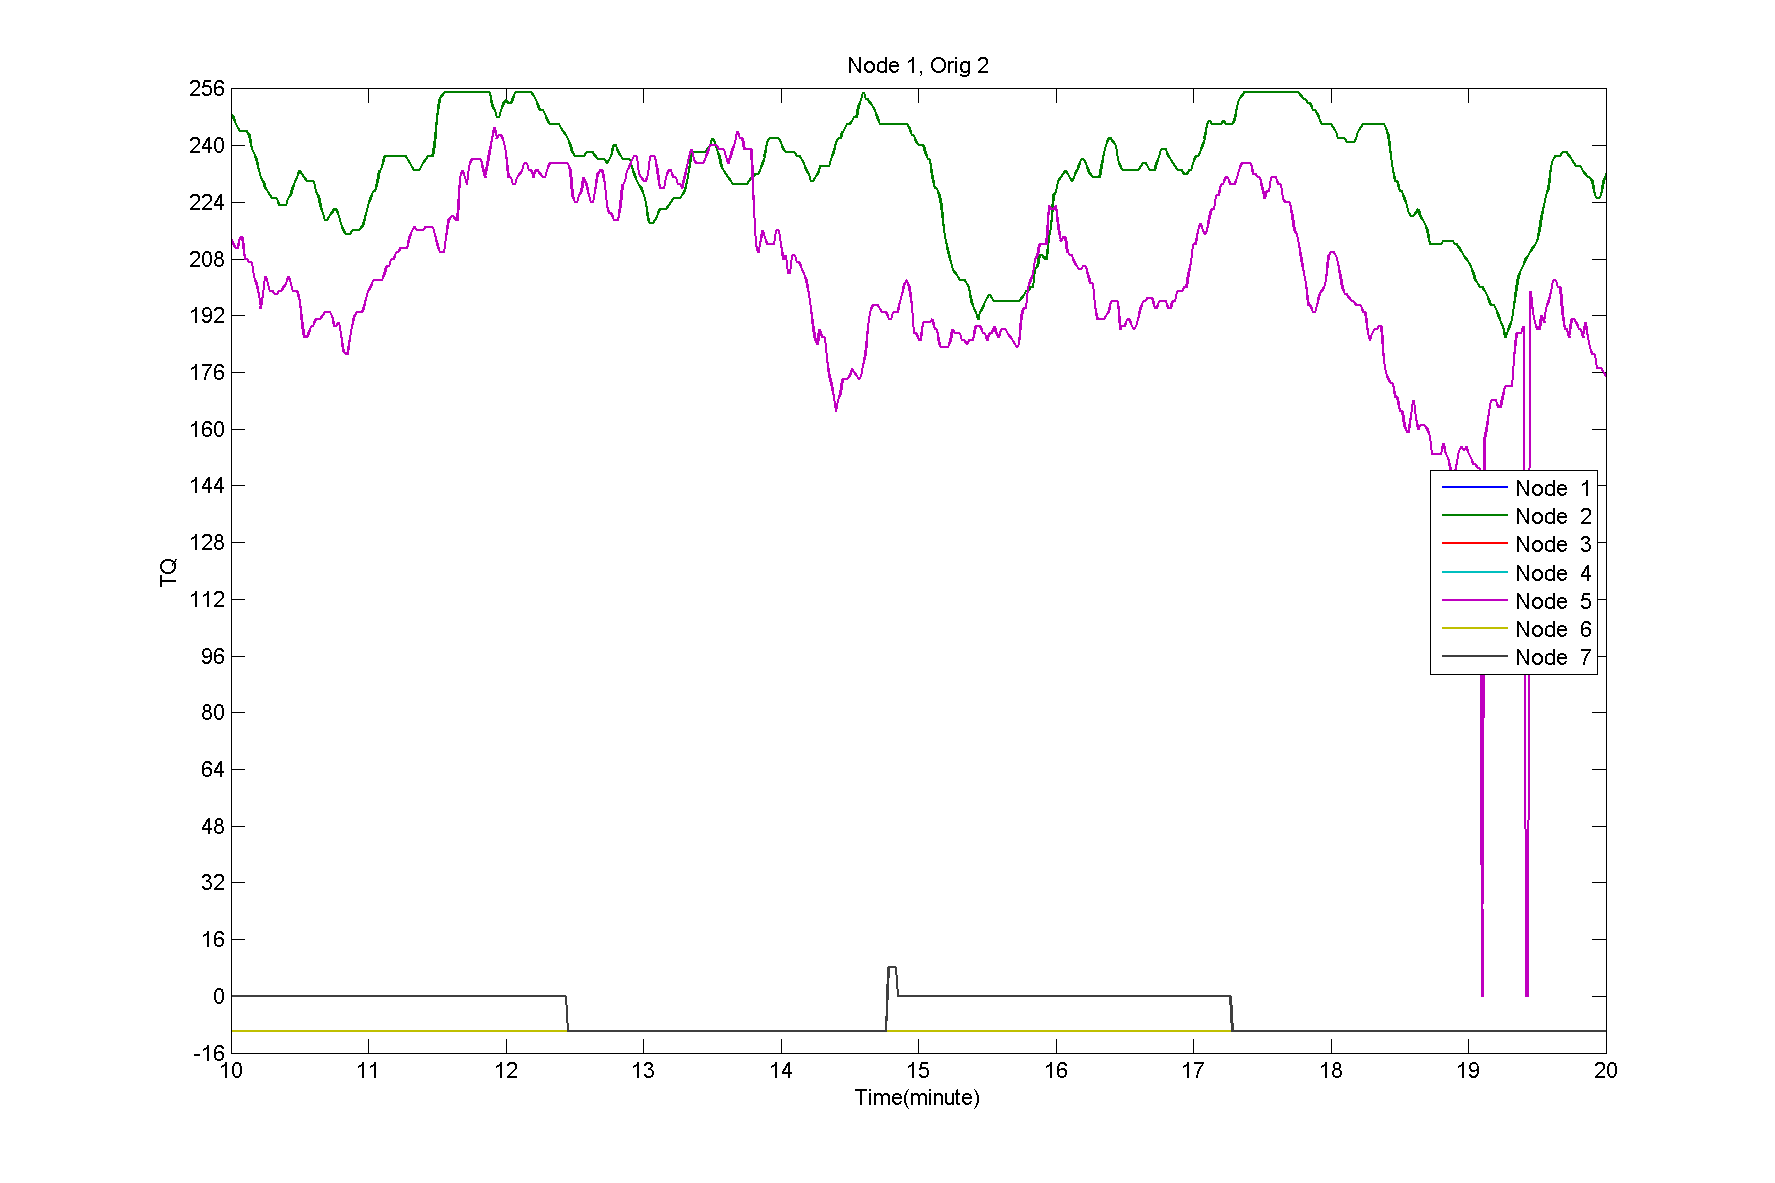 Node 1, Orig 2
256
240
224
208
192
176
160
144
128
112
96
80
64
48
32
16
0
-16
TQ
Node 1
Node 2
Node 3
Node 4
Node 5
Node 6
Node 7
10 11 12 13 14 15 16 17 18 19 20
Time(minute)